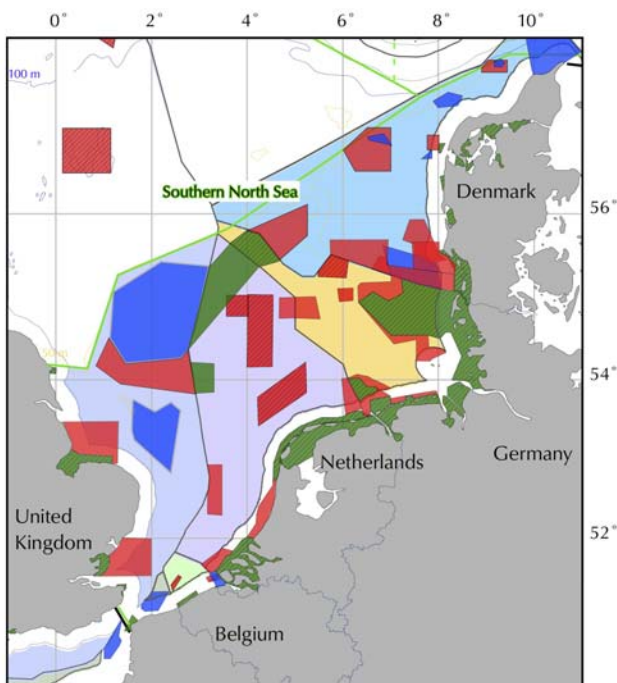 0° 2° 4° 6° 8° 10°
100 m
Southern North Sea
Denmark
56°
50 m
54°
Netherlands
Germany
United
Kingdom
52°
Belgium